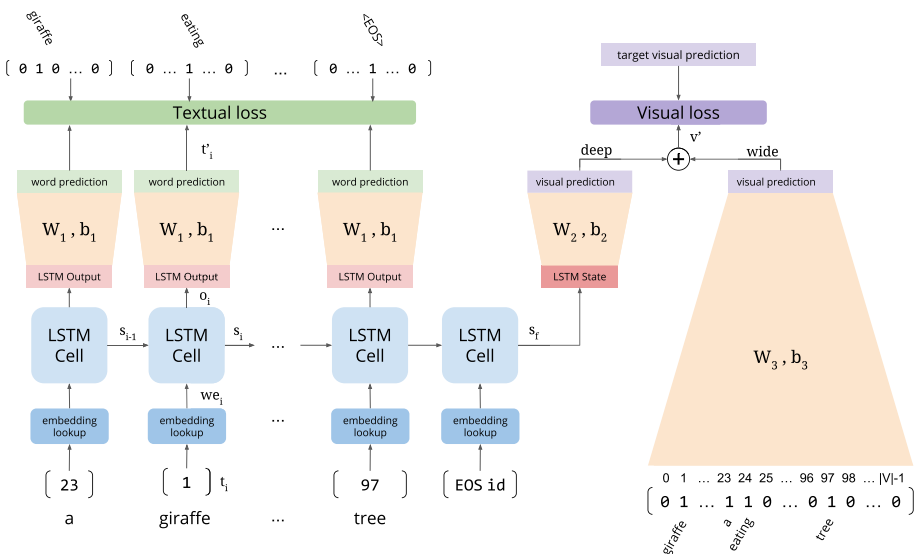 giraffe
eating
<EOS>
0 1 0 ... 0
0 ... 1 ... 0
...
0 ... 1 ... 0
target visual prediction
Textual loss
Visual loss
t'i
v'
deep
+
wide
word prediction
word prediction
word prediction
visual prediction
visual prediction
W1 , b1
W1 , b1
...
W1 , b1
W2 , b2
LSTM Output
LSTM Output
LSTM Output
LSTM State
oi
LSTM Cell
si-1
LSTM Cell
si
...
LSTM Cell
LSTM Cell
sf
W3 , b3
wei
embedding lookup
embedding lookup
...
embedding lookup
embedding lookup
23
1
ti
97
EOS id
a
giraffe
...
tree
0 1 ... 23 24 25 ... 96 97 98 ... |V|-1
0 1 ... 1 1 0 ... 0 1 0 ... 0
giraffe
a
eating
tree